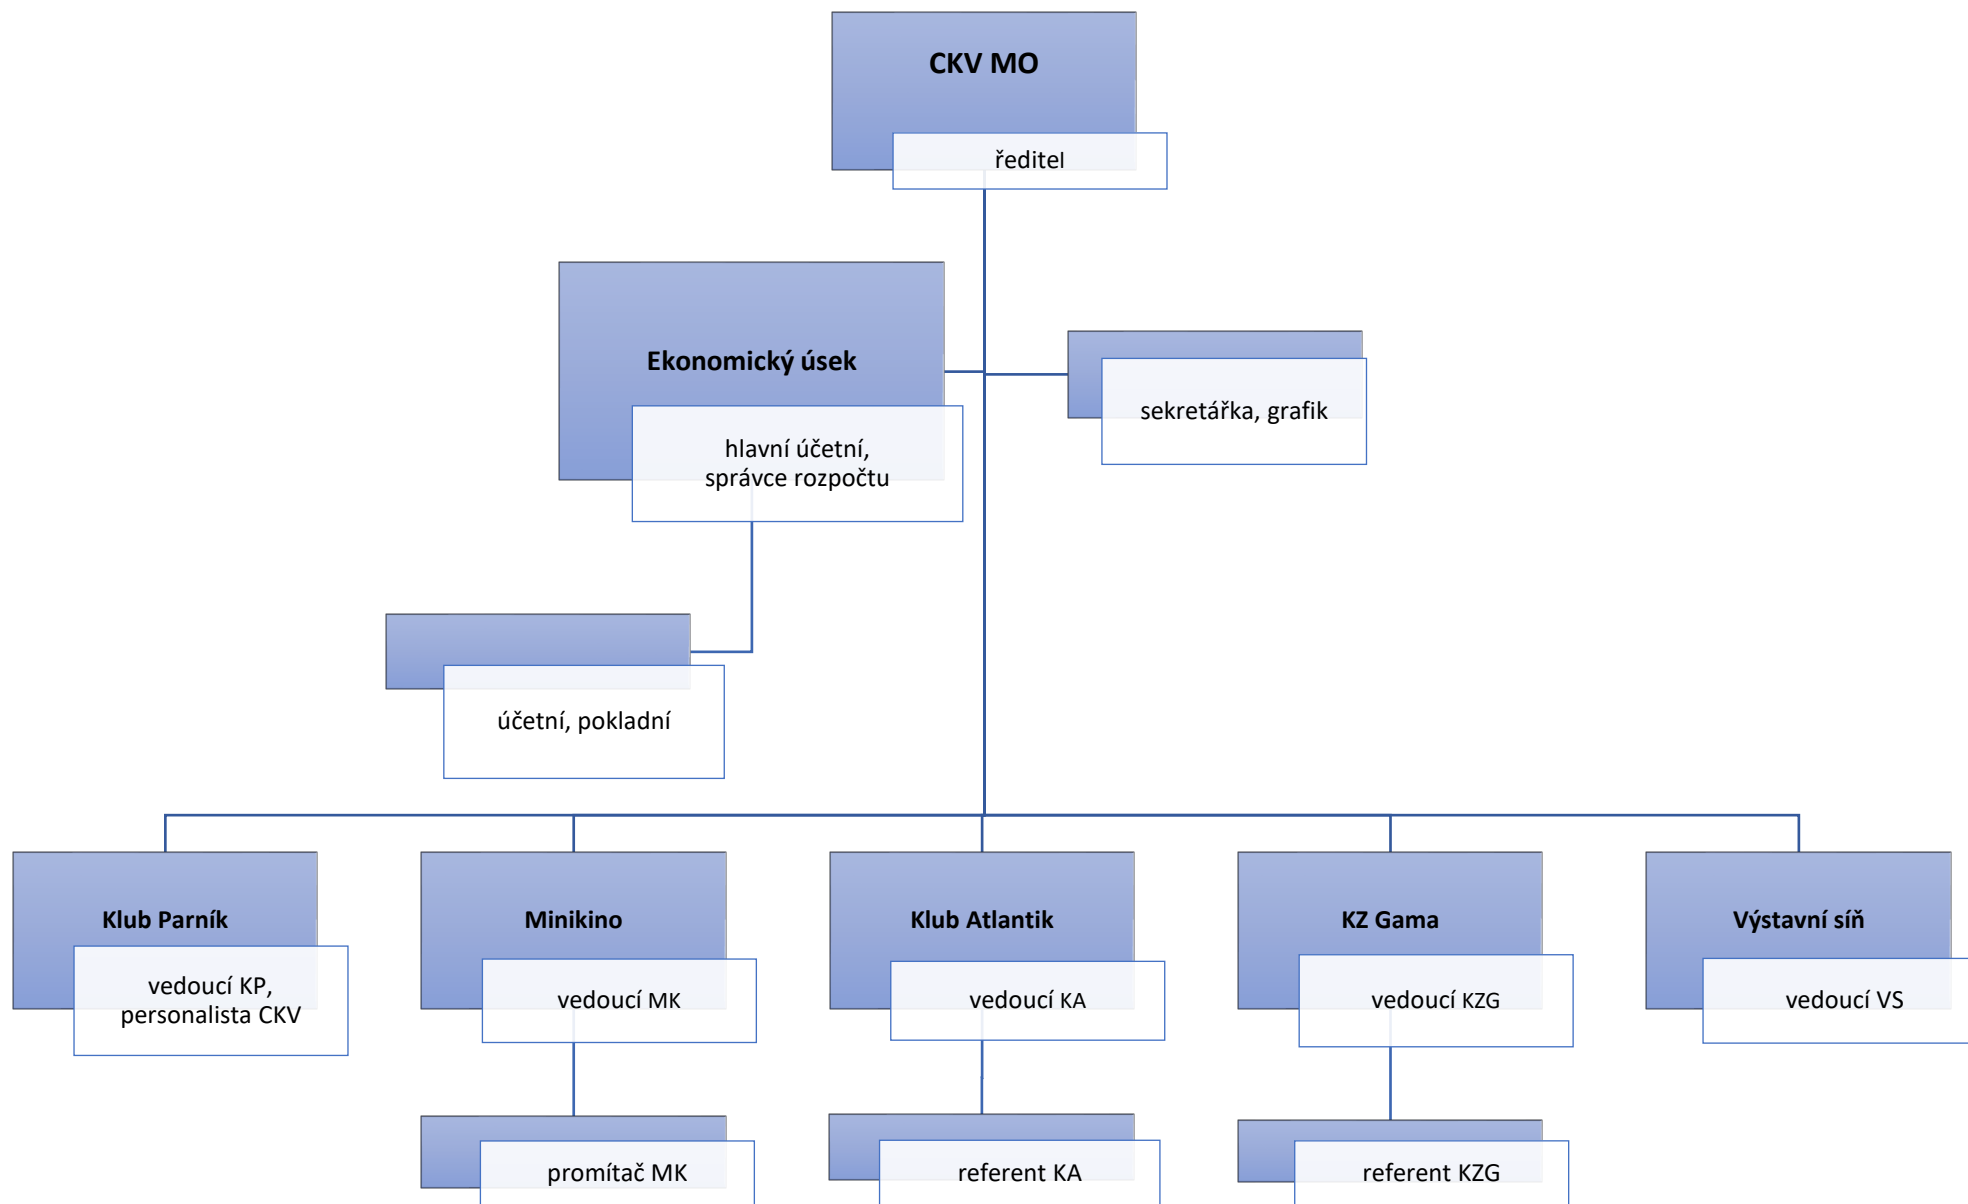 CKV MO
ředitel
Ekonomický úsek
hlavní účetní,
správce rozpočtu
sekretářka, grafik
účetní, pokladní
Klub Parník
vedoucí KP,
personalista CKV
Minikino
vedoucí MK
Klub Atlantik
vedoucí KA
KZ Gama
vedoucí KZG
Výstavní síň
vedoucí VS
promítač MK
referent KA
referent KZG